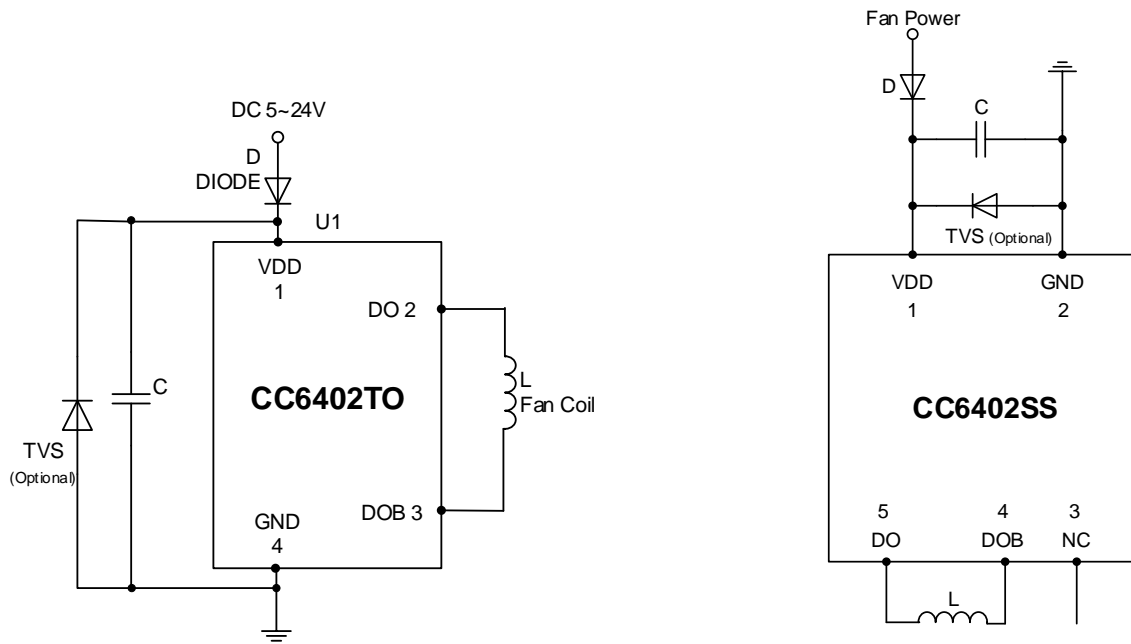 DC 5~24V
D
DIODE
U1
VDD
1
DO 2
L
Fan Coil
CC6402TO
C
TVS
(Optional)
DOB 3
GND
4
Fan Power
D
C
TVS (Optional)
VDD
1
GND
2
CC6402SS
5
DO
4
DOB
3
NC
L